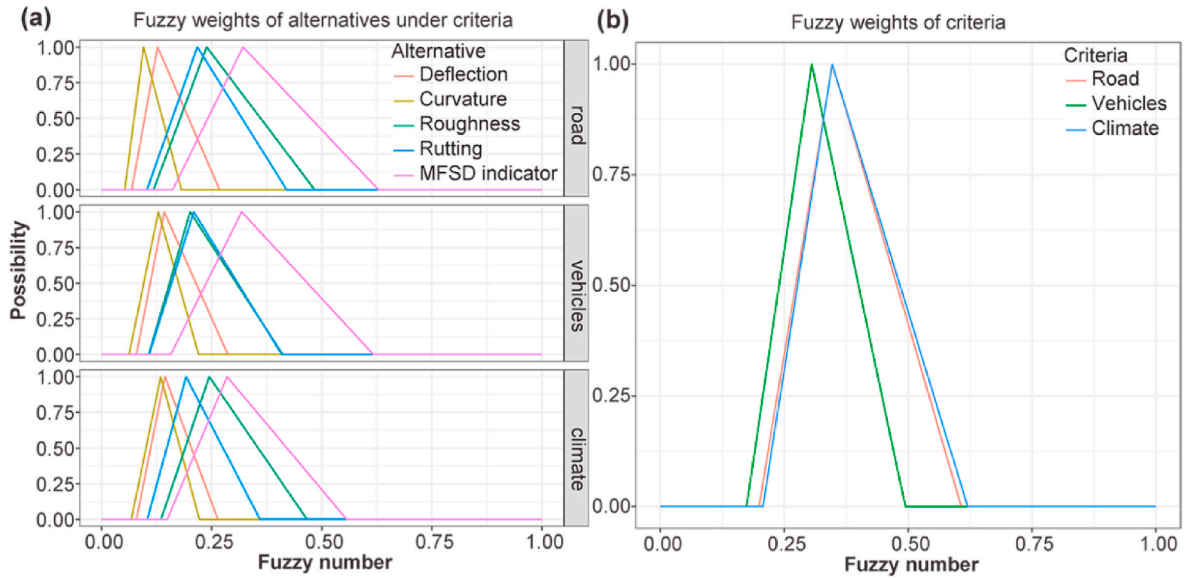 (a)
Fuzzy weights of alternatives under criteria
1.00
0.75
0.50
0.25
0.00
Alternative
Deflection
Curvature
Roughness
Rutting
MFSD indicator
road
1.00
0.75
0.50
0.25
0.00
vehicles
1.00
0.75
0.50
0.25
0.00
climate
Possibility
0.00 0.25 0.50 0.75 1.00
Fuzzy number
(b)
Fuzzy weights of criteria
1.00
0.75
0.50
0.25
0.00
Criteria
Road
Vehicles
Climate
0.00 0.25 0.50 0.75 1.00
Fuzzy number